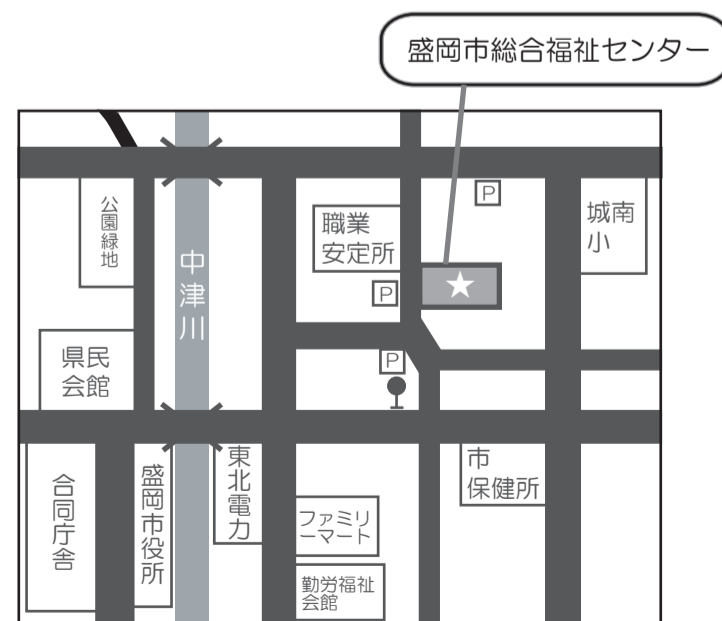 盛岡市総合福祉センター
公園緑地
中津川
職業
安定所
P
城南
小
P
★
県民
会館
P
合同庁舎
盛岡市役所
東北電力
市
保健所
ファミリ
ーマート
勤労福祉
会館